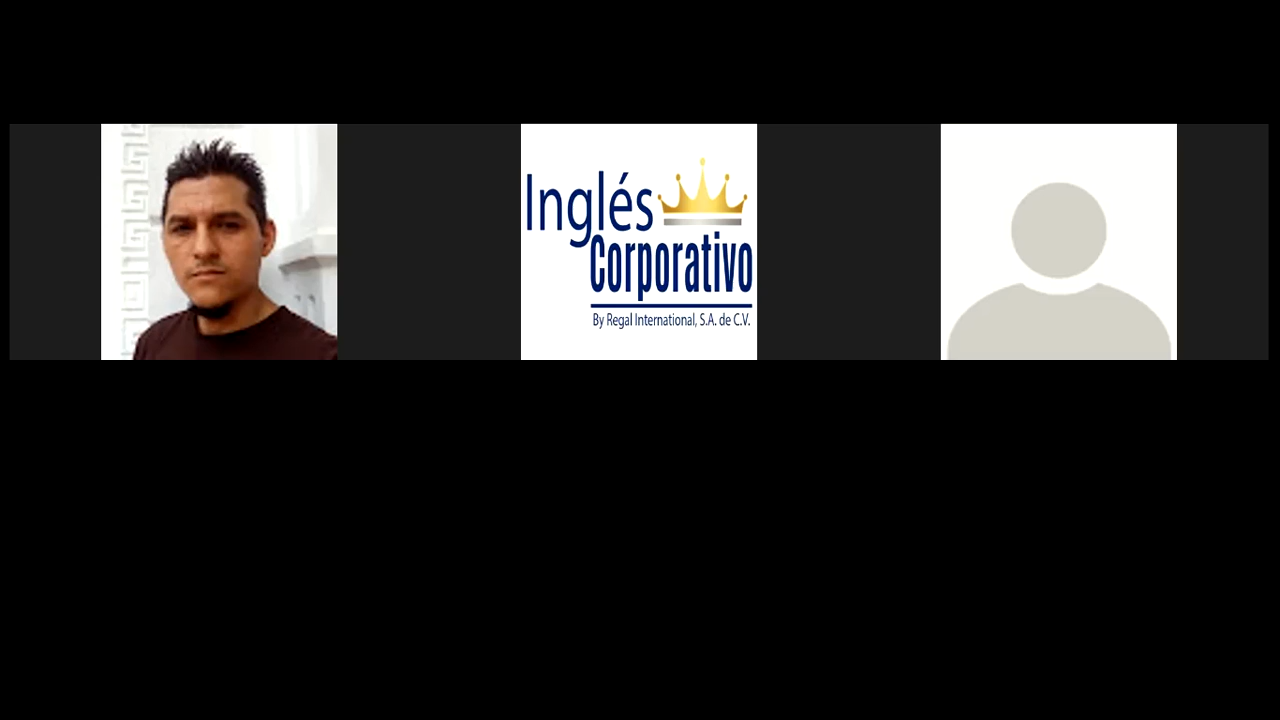 Inglés
Corporativo
By Regal International, S.A. de C.V.